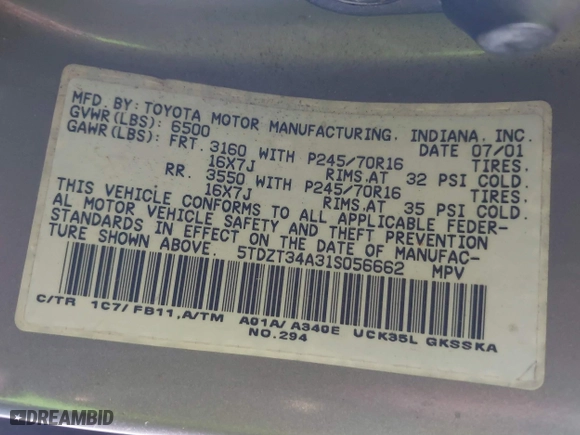 MFD. BY: TOYOTA MOTOR MANUFACTURING, INDIANA, INC.
GVWR(LBS): 6500 DATE 07/01
GAWR(LBS): FRT. 3160 WITH P245/70R16 TIRES.
16X7J RIMS.AT 32 PSI COLD.
RR. 3550 WITH P245/70R16 TIRES.
16X7J RIMS.AT 35 PSI COLD.
THIS VEHICLE CONFORMS TO ALL APPLICABLE FEDER-
AL MOTOR VEHICLE SAFETY AND THEFT PREVENTION
STANDARDS IN EFFECT ON THE DATE OF MANUFAC-
TURE SHOWN ABOVE. 5TDZT34A31S056662 MPV
C/TR 1C7/FB11,A/TM A01A/A340E UCK35L GKSSKA
NO.294
DREAMBID